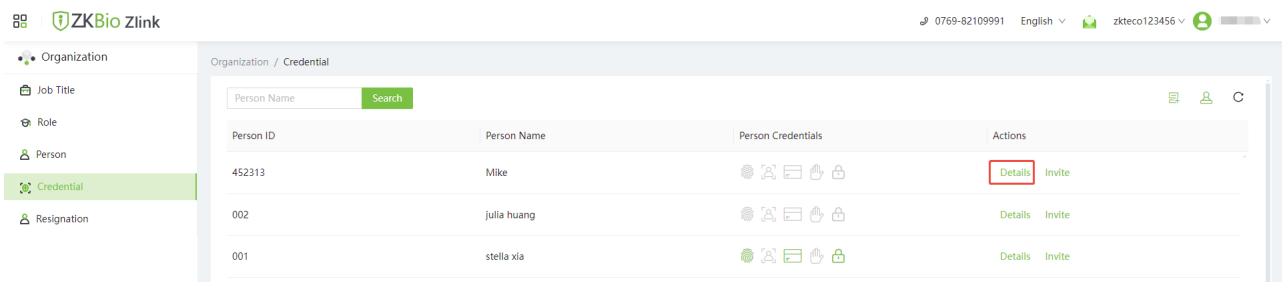 ZKBio Zlink
0769-82109991 English zkteco123456
Organization
Organization / Credential
Job Title
Role
Person
Credential
Resignation
Person Name Search
Person ID Person Name Person Credentials Actions
452313 Mike Details Invite
002 julia huang Details Invite
001 stella xia Details Invite